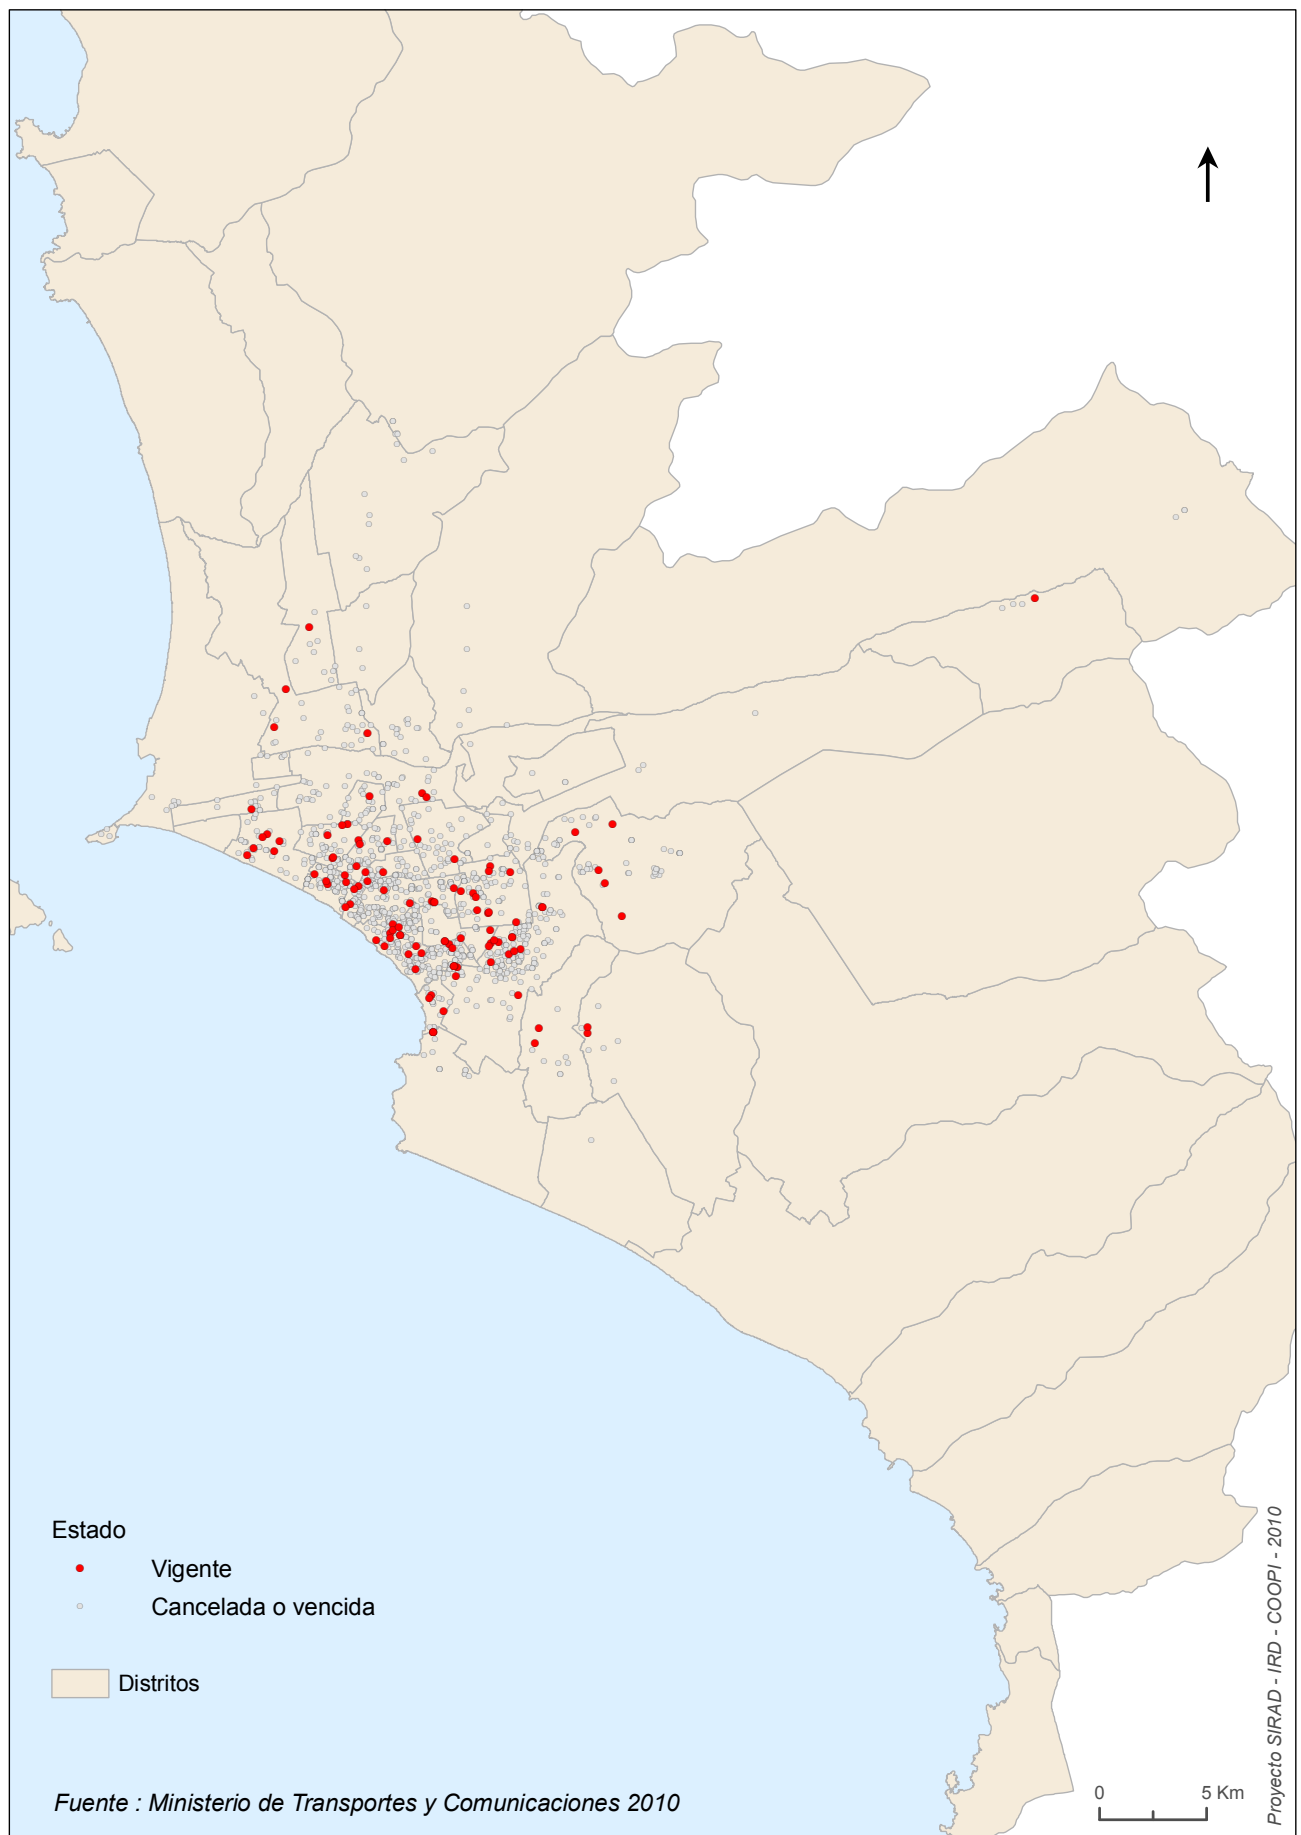 Estado
Vigente
Cancelada o vencida
Distritos
Fuente : Ministerio de Transportes y Comunicaciones 2010
0 5 Km
Proyecto SIRAD - IRD - COOPI - 2010